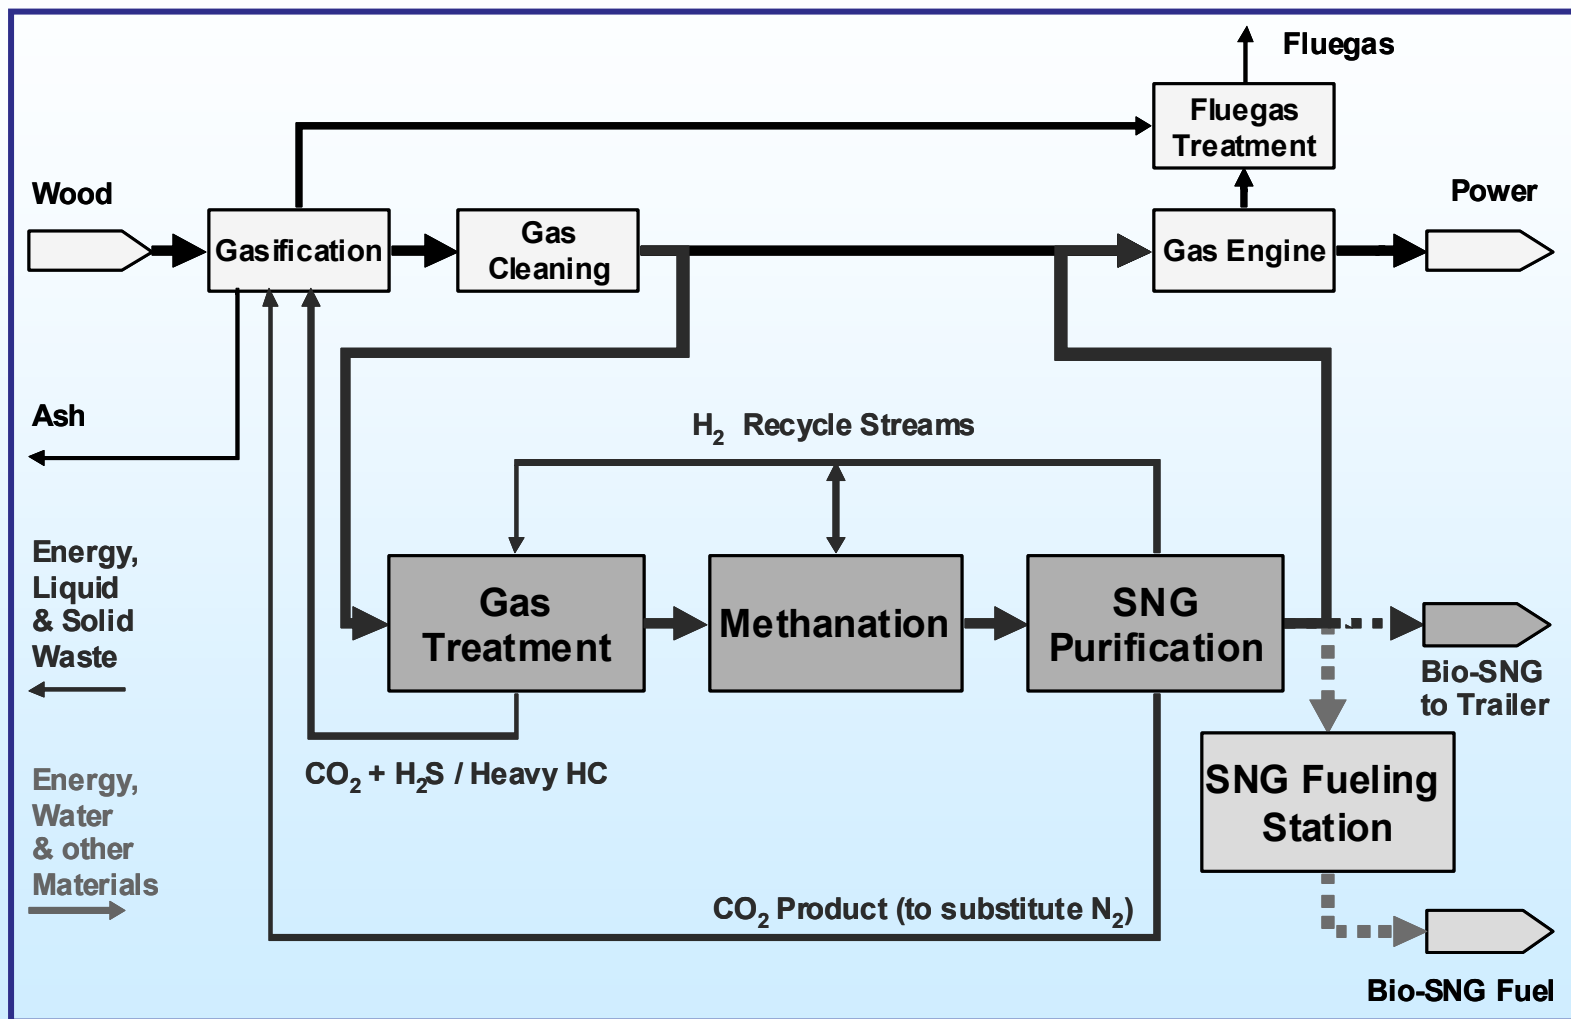 Fluegas
Fluegas
Treatment
Wood
Power
Gasification
Gas
Cleaning
Gas Engine
Ash
H₂ Recycle Streams
Energy,
Liquid
& Solid
Waste
Gas
Treatment
Methanation
SNG
Purification
Bio-SNG
to Trailer
CO₂ + H₂S / Heavy HC
Energy,
Water
& other
Materials
SNG Fueling
Station
CO₂ Product (to substitute N₂)
Bio-SNG Fuel